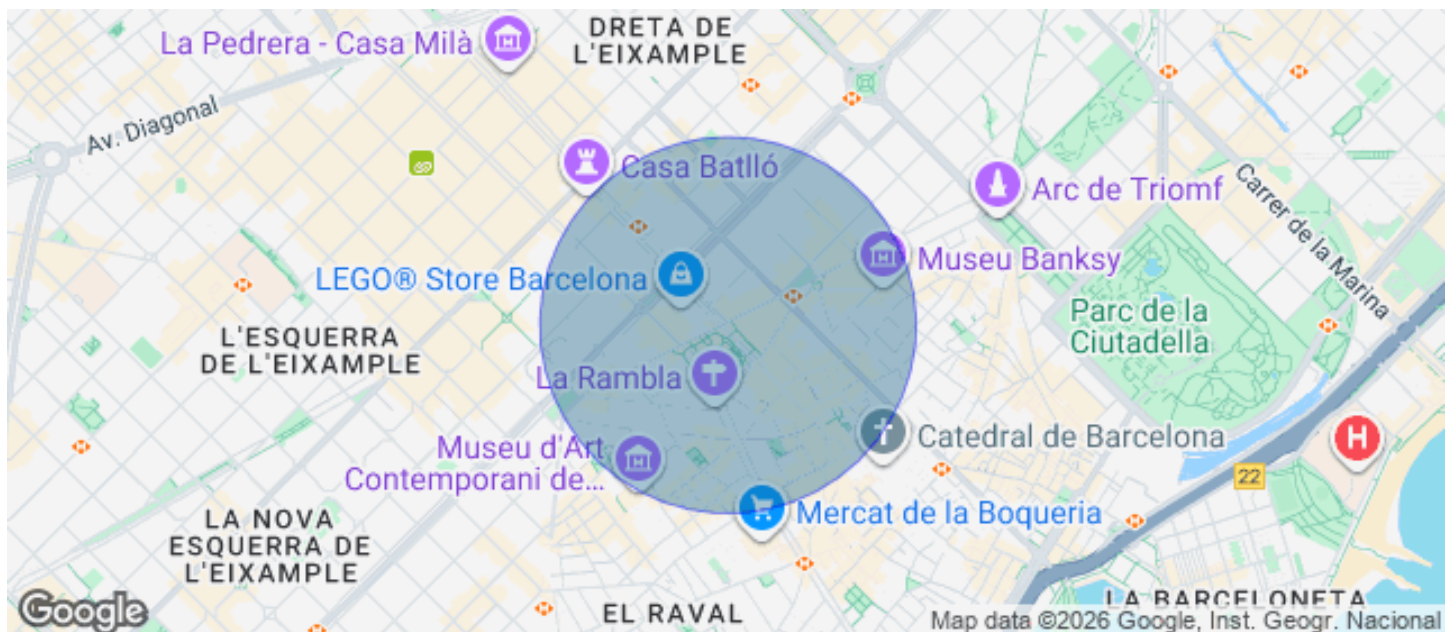 DRETA DE
L'EIXAMPLE
La Pedrera - Casa Milà
Av. Diagonal
Casa Batlló
Arc de Triomf
Carrer de la Marina
LEGO® Store Barcelona
Museu Banksy
Parc de la
Ciutadella
L'ESQUERRA
DE L'EIXAMPLE
La Rambla
Museu d'Art
Contemporani de...
Catedral de Barcelona
H
22
Mercat de la Boqueria
LA NOVA
ESQUERRA DE
L'EIXAMPLE
EL RAVAL
LA BARCELONETA
Google
Map data ©2026 Google, Inst. Geogr. Nacional